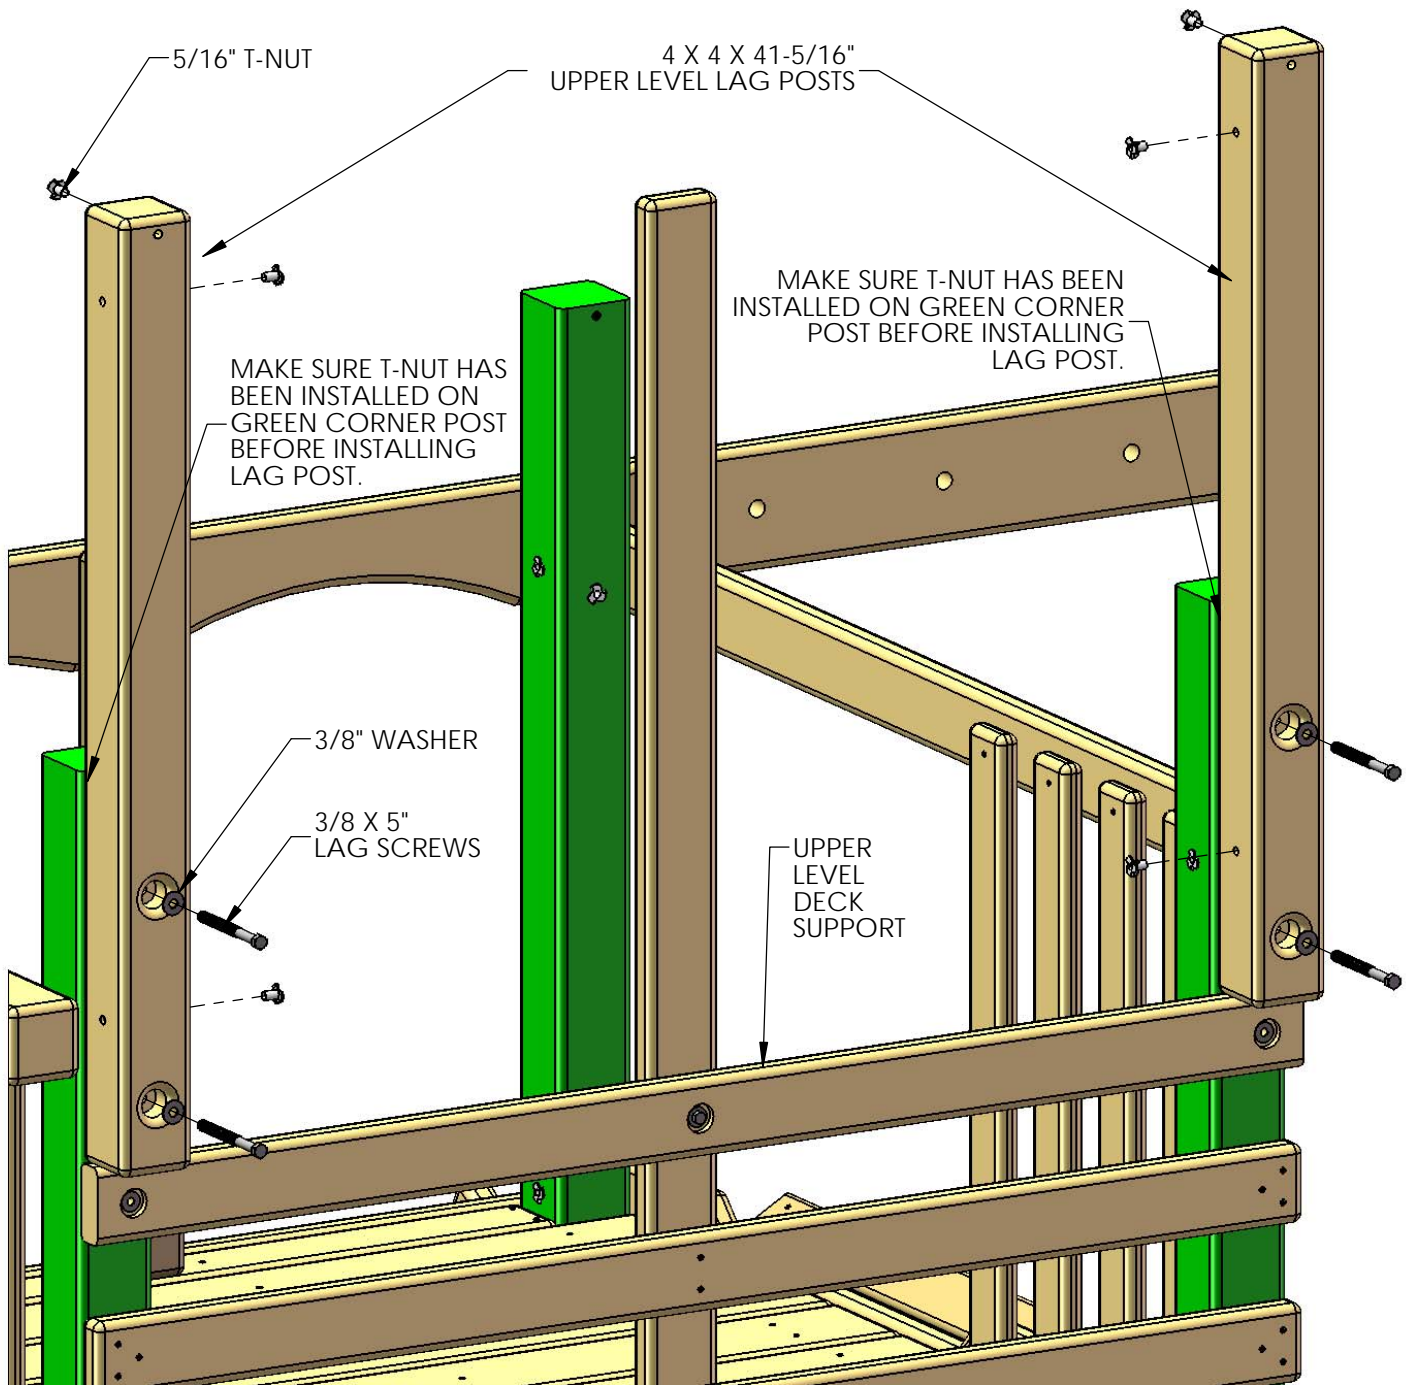 5/16" T-NUT
4 X 4 X 41-5/16"
UPPER LEVEL LAG POSTS
MAKE SURE T-NUT HAS BEEN
INSTALLED ON GREEN CORNER
POST BEFORE INSTALLING
LAG POST.
MAKE SURE T-NUT HAS
BEEN INSTALLED ON
GREEN CORNER POST
BEFORE INSTALLING
LAG POST.
3/8" WASHER
3/8 X 5"
LAG SCREWS
UPPER
LEVEL
DECK
SUPPORT